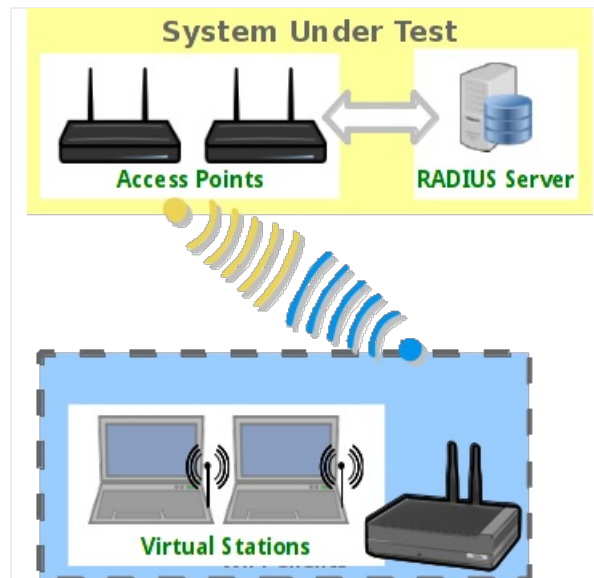 System Under Test
Access Points
RADIUS Server
Virtual Stations